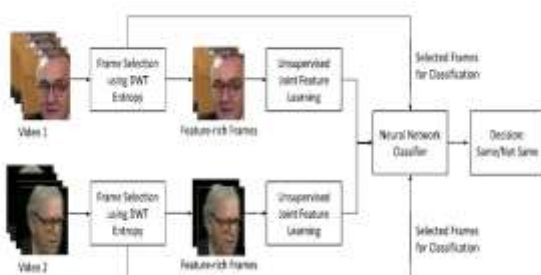 Frame Selection
using DWT
Entropy
Unsupervised
Joint Feature
Learning
Selected Frames
for Classification
Video 1
Feature-rich Frames
Neural Network
Classifier
Decision:
Same/Not Same
Frame Selection
using DWT
Entropy
Unsupervised
Joint Feature
Learning
Selected Frames
for Classification
Video 2
Feature-rich Frames